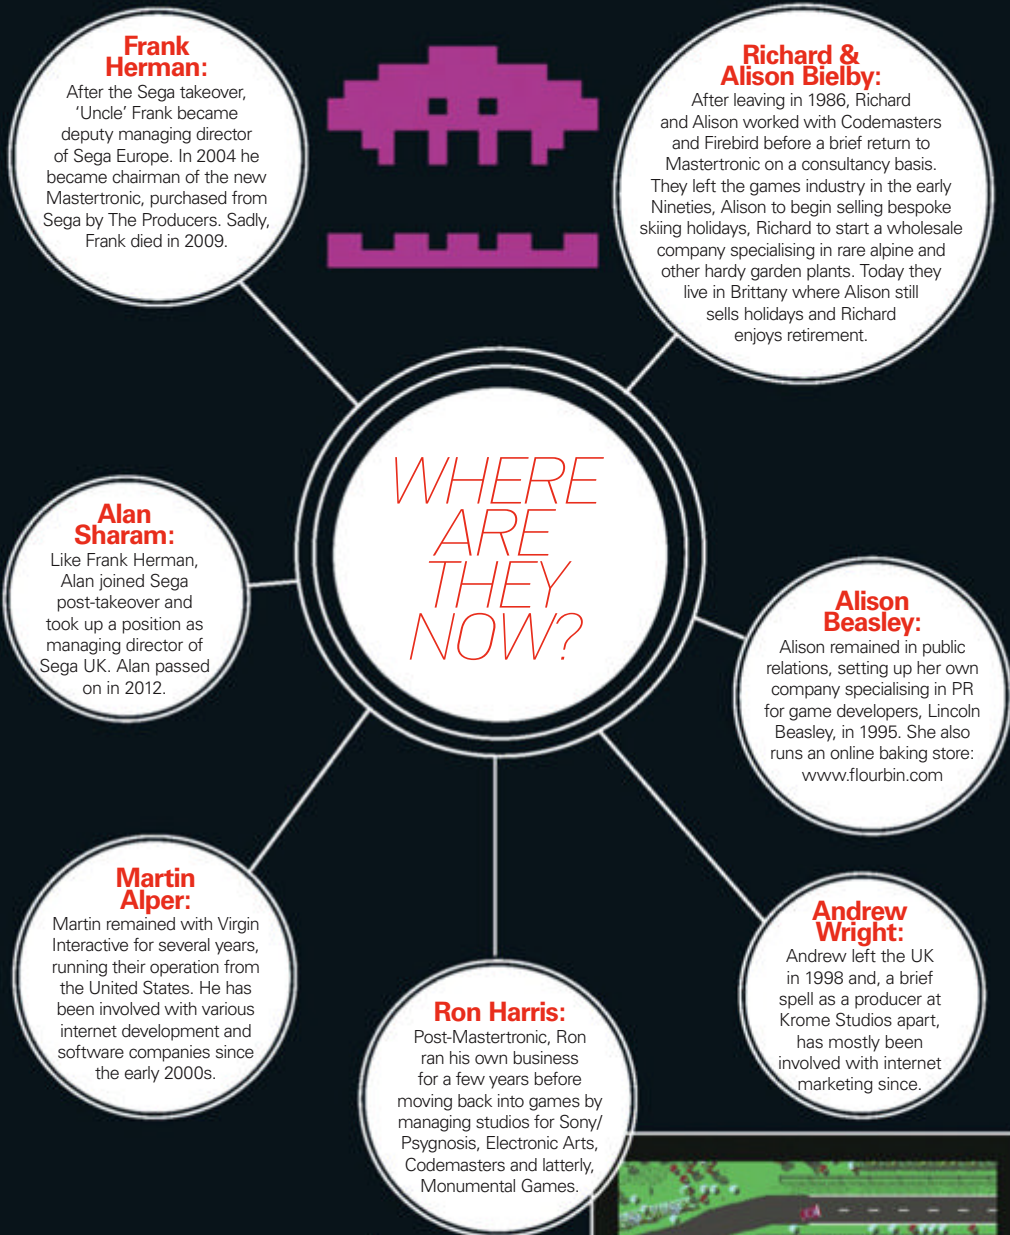 Frank
Herman:
After the Sega takeover,
‘Uncle’ Frank became
deputy managing director
of Sega Europe. In 2004 he
became chairman of the new
Mastertronic, purchased from
Sega by The Producers. Sadly,
Frank died in 2009.
Richard &
Alison Bielby:
After leaving in 1986, Richard
and Alison worked with Codemasters
and Firebird before a brief return to
Mastertronic on a consultancy basis.
They left the games industry in the early
Nineties, Alison to begin selling bespoke
skiing holidays, Richard to start a wholesale
company specialising in rare alpine and
other hardy garden plants. Today they
live in Brittany where Alison still
sells holidays and Richard
enjoys retirement.
WHERE
ARE
THEY
NOW?
Alan
Sharam:
Like Frank Herman,
Alan joined Sega
post-takeover and
took up a position as
managing director of
Sega UK. Alan passed
on in 2012.
Alison
Beasley:
Alison remained in public
relations, setting up her own
company specialising in PR
for game developers, Lincoln
Beasley, in 1995. She also
runs an online baking store:
www.flourbin.com
Martin
Alper:
Martin remained with Virgin
Interactive for several years,
running their operation from
the United States. He has
been involved with various
internet development and
software companies since
the early 2000s.
Ron Harris:
Post-Mastertronic, Ron
ran his own business
for a few years before
moving back into games by
managing studios for Sony/
Psygnosis, Electronic Arts,
Codemasters and latterly,
Monumental Games.
Andrew
Wright:
Andrew left the UK
in 1998 and, a brief
spell as a producer at
Krome Studios apart,
has mostly been
involved with internet
marketing since.